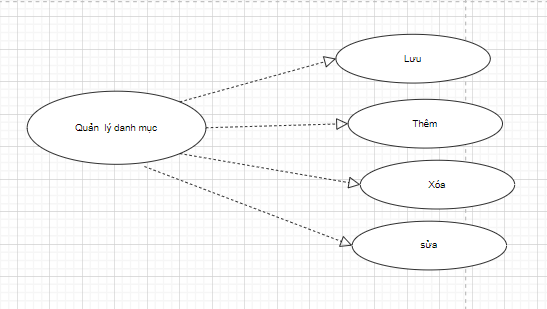 Lưu
Thêm
Quản lý danh mục
Xóa
sửa